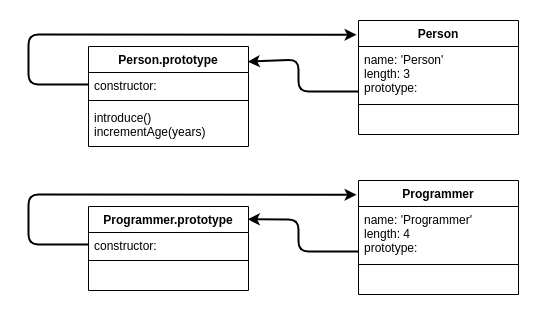 Person
name: 'Person'
length: 3
prototype:
Person.prototype
constructor:
introduce()
incrementAge(years)
Programmer
name: 'Programmer'
length: 4
prototype:
Programmer.prototype
constructor: